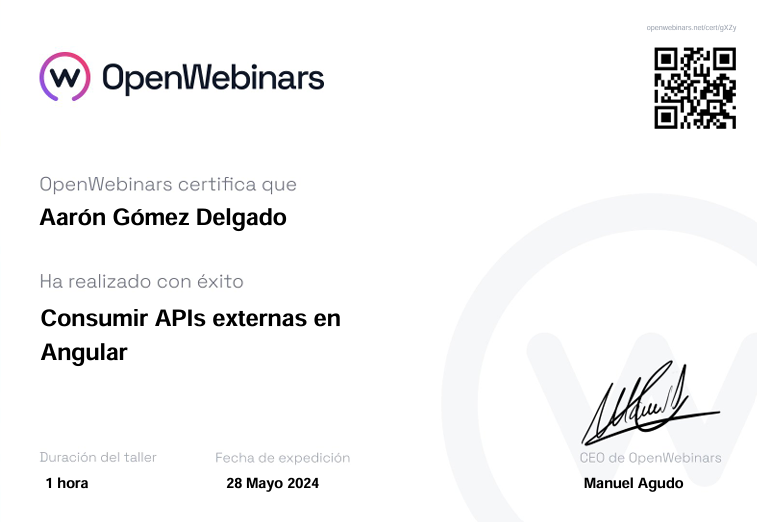 openwebinars.net/cert/gXZy
OpenWebinars
OpenWebinars certifica que
Aarón Gómez Delgado
Ha realizado con éxito
Consumir APIs externas en
Angular
Duración del taller
Fecha de expedición
CEO de OpenWebinars
1 hora
28 Mayo 2024
Manuel Agudo